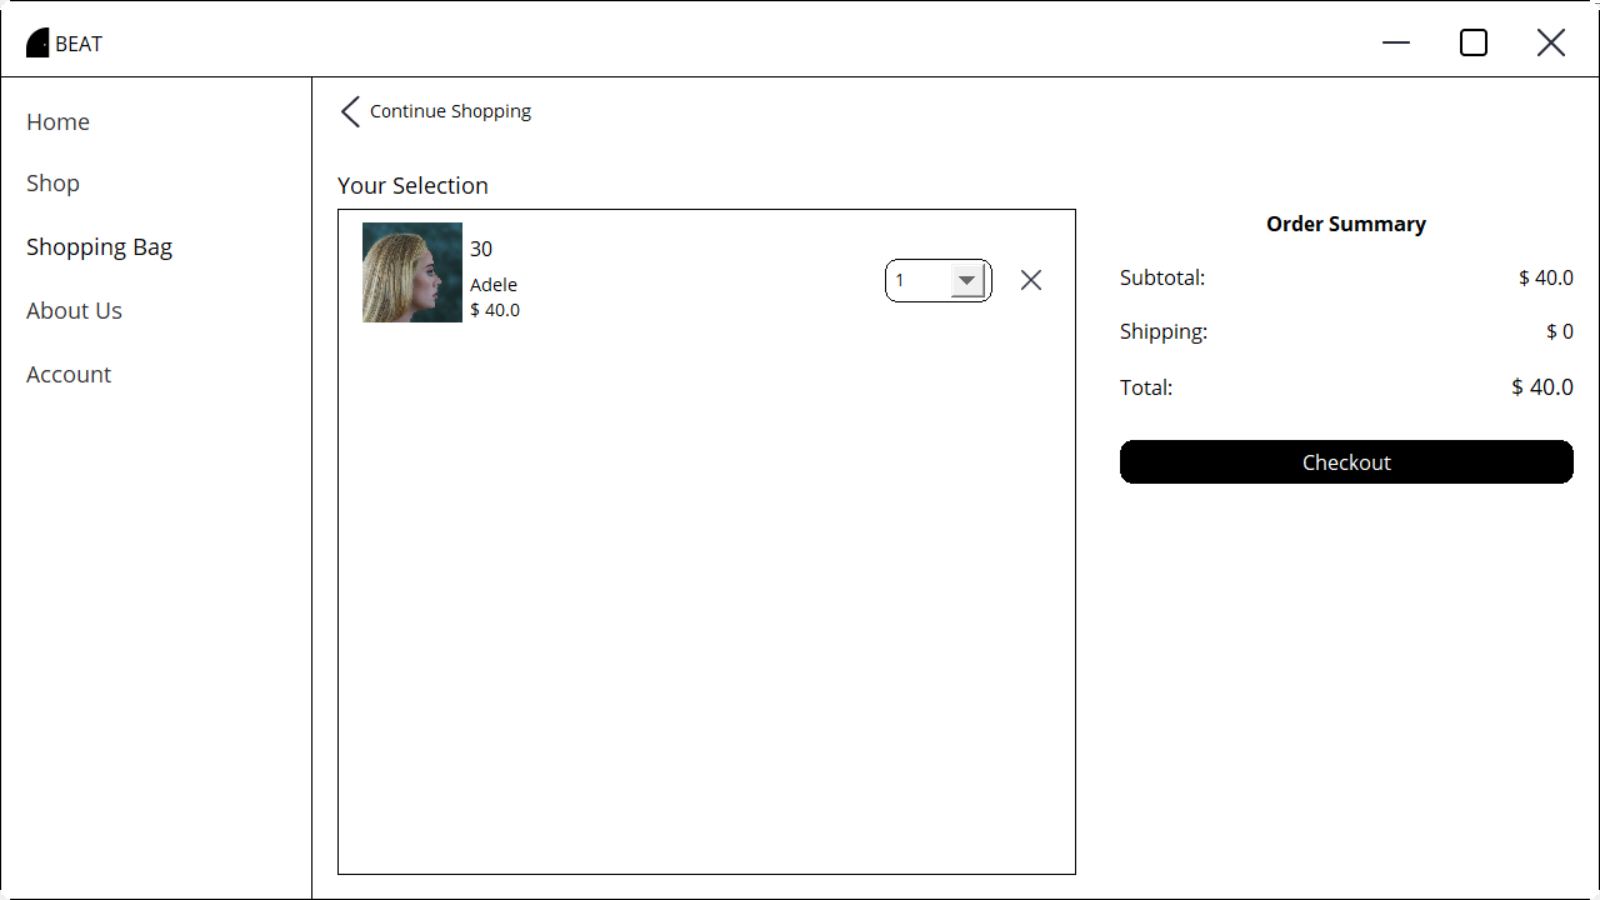 BEAT
Home
Shop
Shopping Bag
About Us
Account
Continue Shopping
Your Selection
30
Adele
$ 40.0
1
Order Summary
Subtotal: $ 40.0
Shipping: $ 0
Total: $ 40.0
Checkout